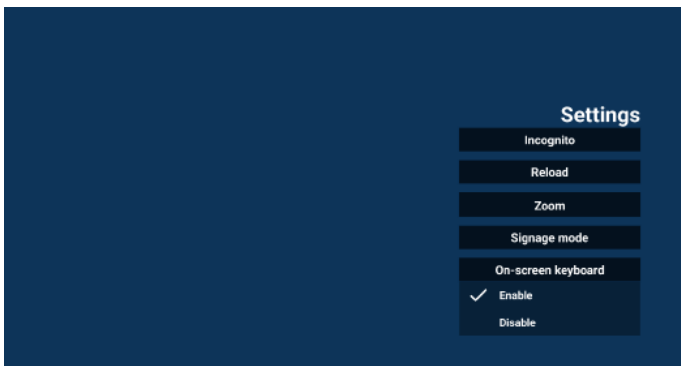 Settings
Incognito
Reload
Zoom
Signage mode
On-screen keyboard
Enable
Disable